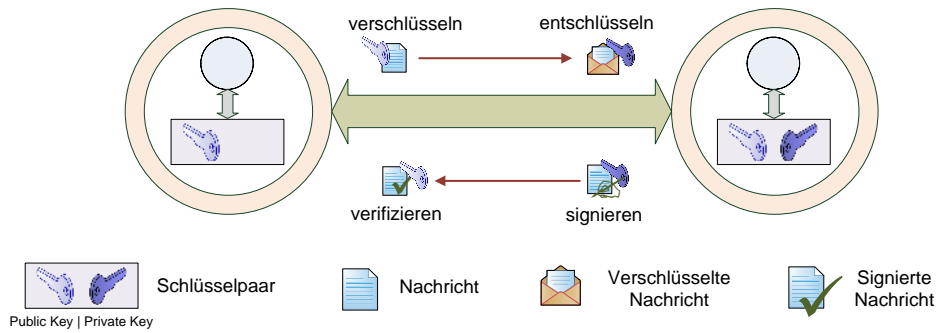 verschlüsseln
entschlüsseln
verifizieren
signieren
Schlüsselpaar
Nachricht
Verschlüsselte
Nachricht
Signierte
Nachricht
Public Key | Private Key